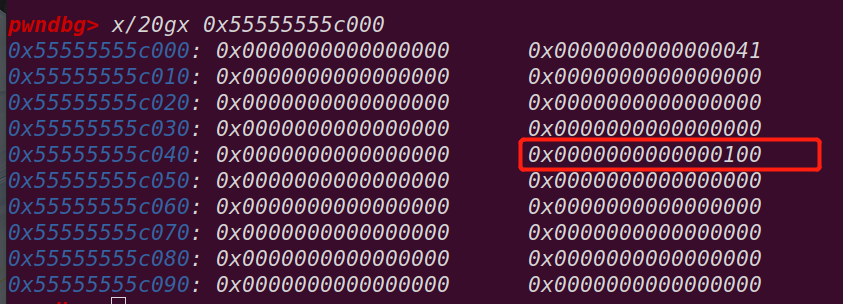 pwndbg> x/20gx 0x55555555c000
0x55555555c000: 0x0000000000000000 0x0000000000000041
0x55555555c010: 0x0000000000000000 0x0000000000000000
0x55555555c020: 0x0000000000000000 0x0000000000000000
0x55555555c030: 0x0000000000000000 0x0000000000000000
0x55555555c040: 0x0000000000000000 0x0000000000000100
0x55555555c050: 0x0000000000000000 0x0000000000000000
0x55555555c060: 0x0000000000000000 0x0000000000000000
0x55555555c070: 0x0000000000000000 0x0000000000000000
0x55555555c080: 0x0000000000000000 0x0000000000000000
0x55555555c090: 0x0000000000000000 0x0000000000000000